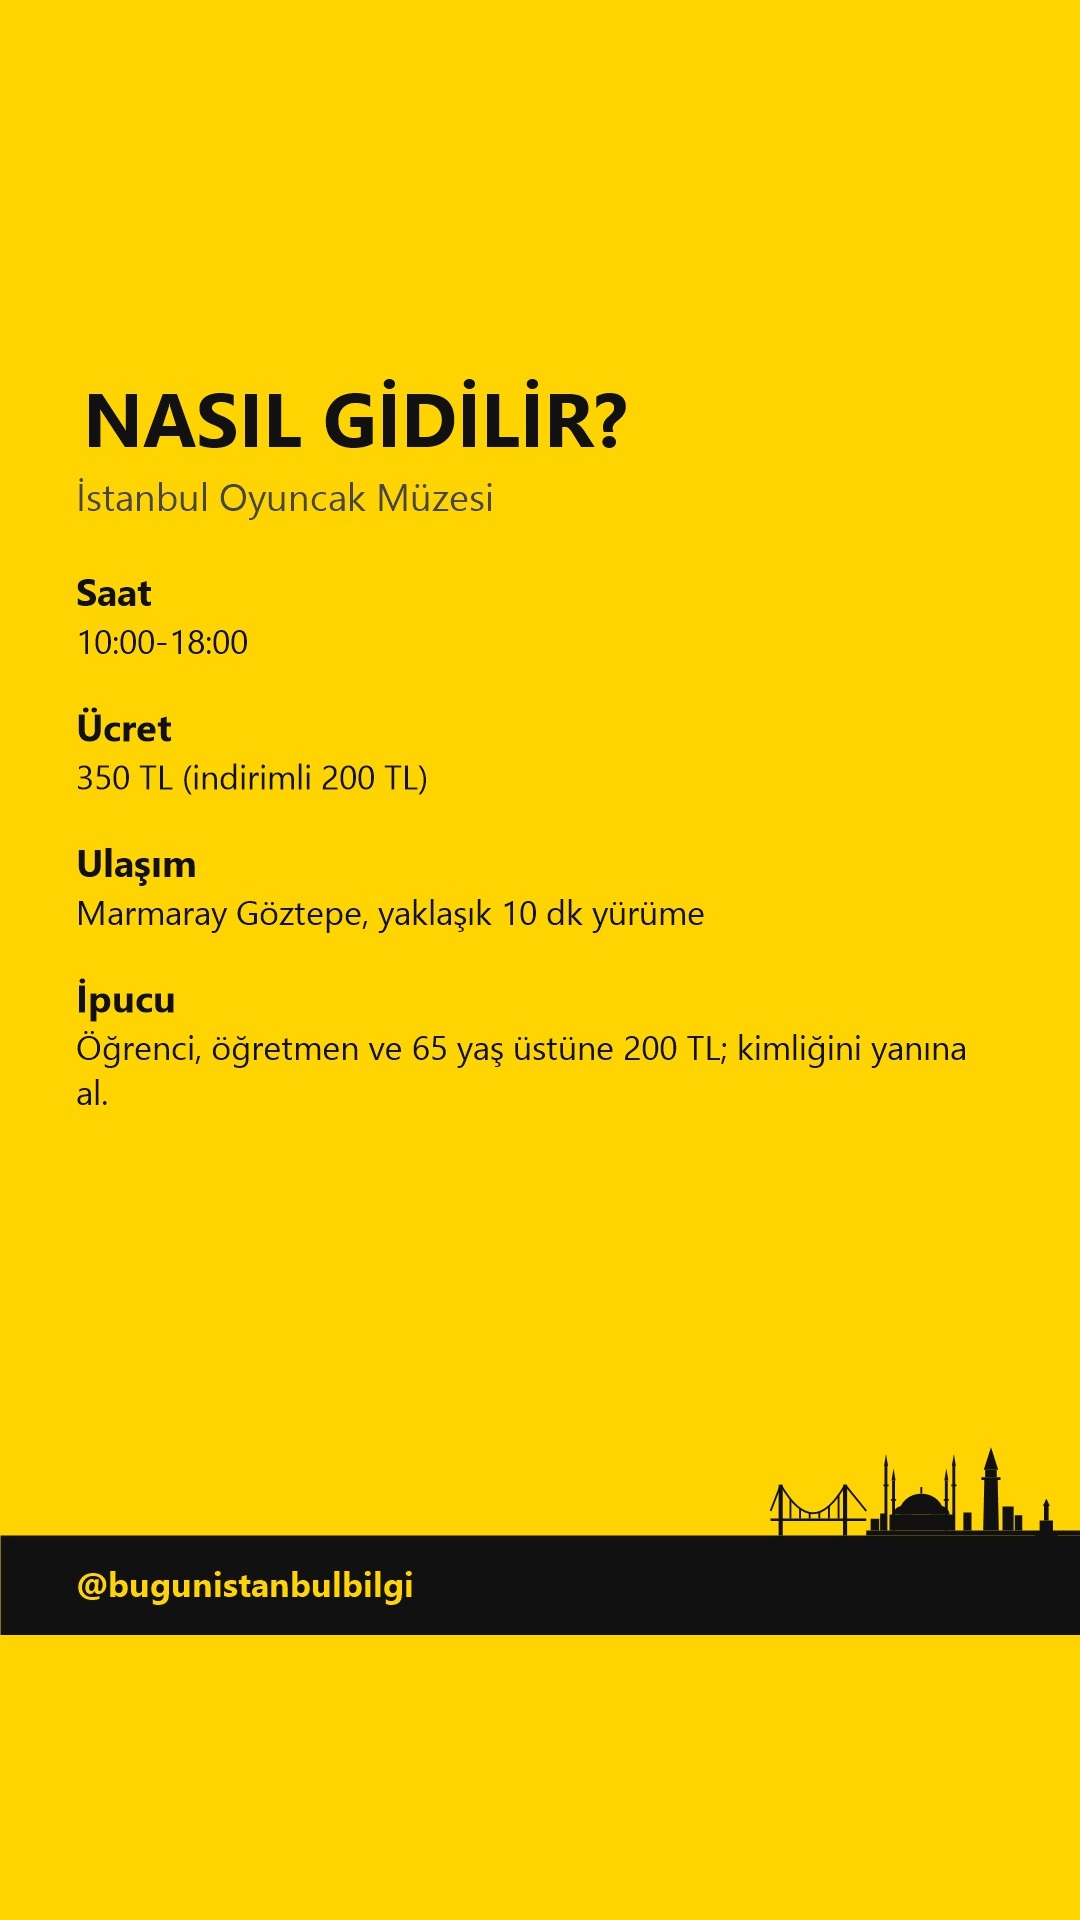 NASIL GİDİLİR?
İstanbul Oyuncak Müzesi
Saat
10:00-18:00
Ücret
350 TL (indirimli 200 TL)
Ulaşım
Marmaray Göztepe, yaklaşık 10 dk yürüme
İpucu
Öğrenci, öğretmen ve 65 yaş üstüne 200 TL; kimliğini yanına
al.
@bugunistanbulbilgi